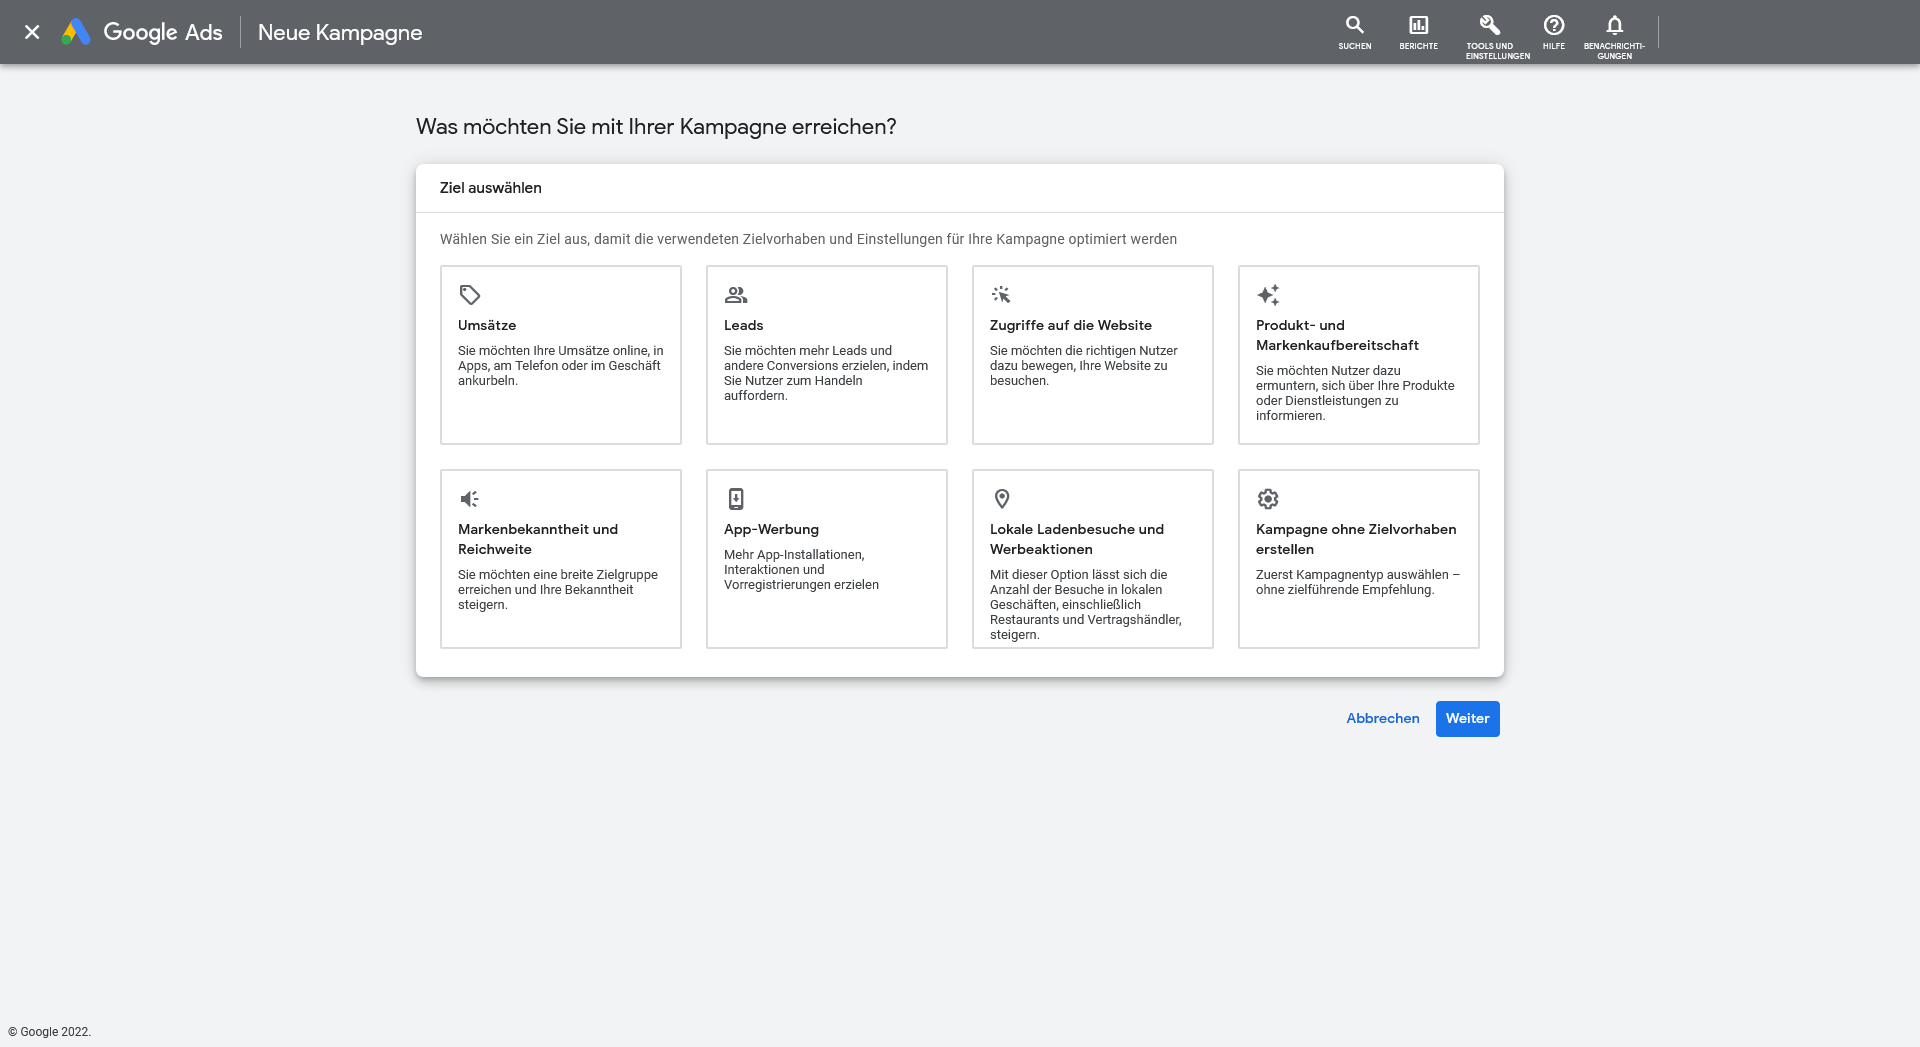 Google Ads
Neue Kampagne
SUCHEN
BERICHTE
TOOLS UND
EINSTELLUNGEN
HILFE
BENACHRICHTI-
GUNGEN
Was möchten Sie mit Ihrer Kampagne erreichen?
Ziel auswählen
Wählen Sie ein Ziel aus, damit die verwendeten Zielvorhaben und Einstellungen für Ihre Kampagne optimiert werden
Umsätze
Sie möchten Ihre Umsätze online, in
Apps, am Telefon oder im Geschäft
ankurbeln.
Leads
Sie möchten mehr Leads und
andere Conversions erzielen, indem
Sie Nutzer zum Handeln
auffordern.
Zugriffe auf die Website
Sie möchten die richtigen Nutzer
dazu bewegen, Ihre Website zu
besuchen.
Produkt- und
Markenkaufbereitschaft
Sie möchten Nutzer dazu
ermuntern, sich über Ihre Produkte
oder Dienstleistungen zu
informieren.
Markenbekanntheit und
Reichweite
Sie möchten eine breite Zielgruppe
erreichen und Ihre Bekanntheit
steigern.
App-Werbung
Mehr App-Installationen,
Interaktionen und
Vorregistrierungen erzielen
Lokale Ladenbesuche und
Werbeaktionen
Mit dieser Option lässt sich die
Anzahl der Besuche in lokalen
Geschäften, einschließlich
Restaurants und Vertragshändler,
steigern.
Kampagne ohne Zielvorhaben
erstellen
Zuerst Kampagnentyp auswählen –
ohne zielführende Empfehlung.
Abbrechen
Weiter
© Google 2022.